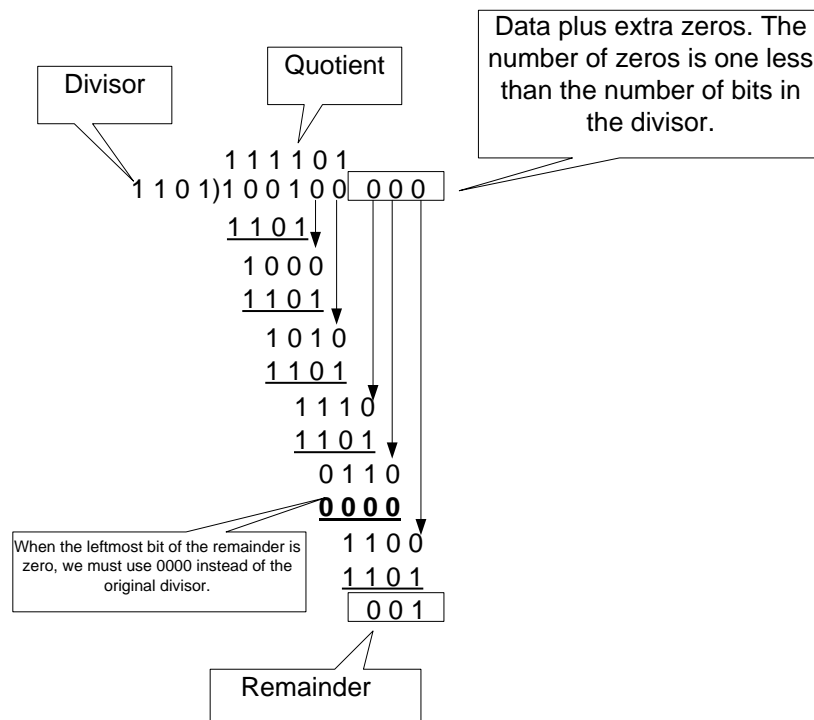 Data plus extra zeros. The
number of zeros is one less
than the number of bits in
the divisor.
Quotient
Divisor
1 1 1 1 0 1
1 1 0 1)1 0 0 1 0 0 0 0 0
1 1 0 1
1 0 0 0
1 1 0 1
1 0 1 0
1 1 0 1
1 1 1 0
1 1 0 1
0 1 1 0
0 0 0 0
When the leftmost bit of the remainder is
zero, we must use 0000 instead of the
original divisor.
1 1 0 0
1 1 0 1
0 0 1
Remainder